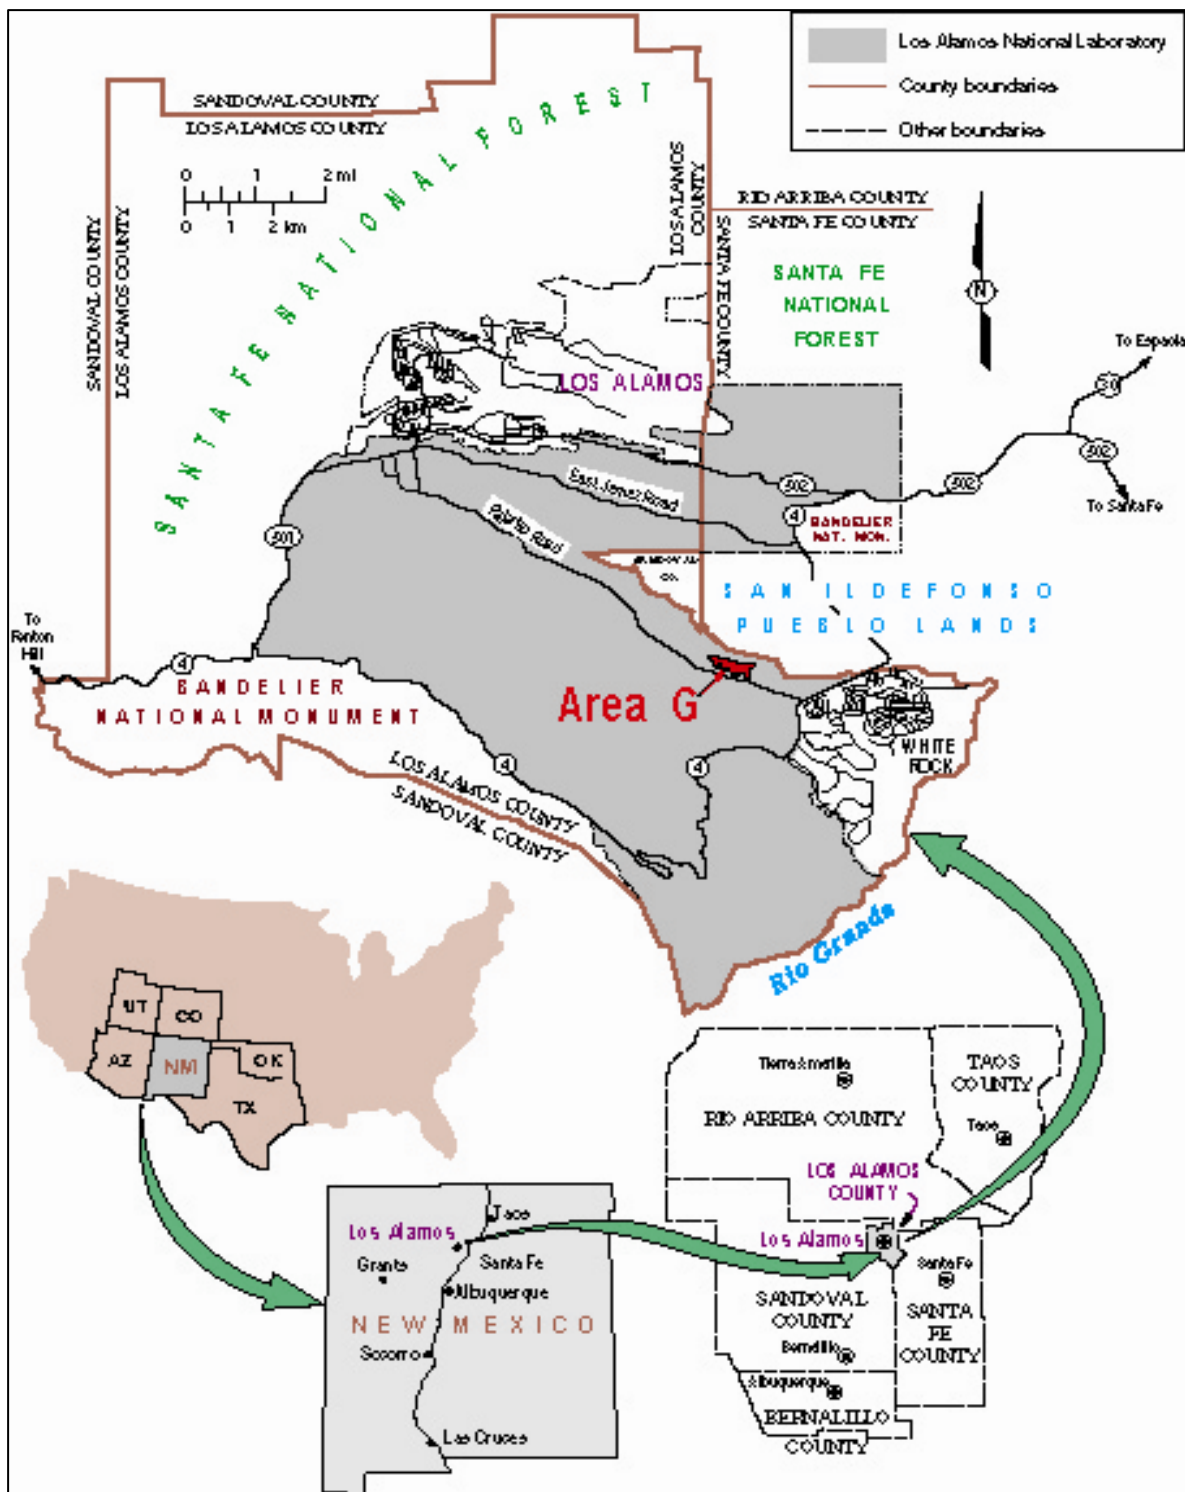 Los Alamos National Laboratory
County boundaries
Other boundaries
SANDOVAL COUNTY
LOS ALAMOS COUNTY
SANTA FE NATIONAL FOREST
0 1 2 mi
0 1 2 km
SANDOVAL COUNTY
LOS ALAMOS COUNTY
LOS ALAMOS
COUNTY
SANTA FE COUNTY
RIO ARRIBA COUNTY
SANTA FE COUNTY
SANTA FE
NATIONAL
FOREST
N
To Espaola
30
502
To Santa Fe
502
502
LOS ALAMOS
East Jemez Road
Pajarito Road
4
BANDELIER
NAT. MON.
501
SANDOVAL
CO.
SAN ILDEFONSO
PUEBLO LANDS
To
Fenton
Hill
4
BANDELIER
NATIONAL MONUMENT
Area G
WHITE
ROCK
4
4
LOS ALAMOS COUNTY
SANDOVAL COUNTY
Rio Grande
UT
CO
AZ
NM
OK
TX
Tierra Amarilla
TAOS
COUNTY
RIO ARRIBA COUNTY
Taos
LOS ALAMOS
COUNTY
Los Alamos
Santa Fe
SANDOVAL
COUNTY
SANTA
FE
COUNTY
Bernalillo
Albuquerque
BERNALILLO
COUNTY
Taos
Los Alamos
Grants
Santa Fe
Albuquerque
NEW MEXICO
Socorro
Las Cruces